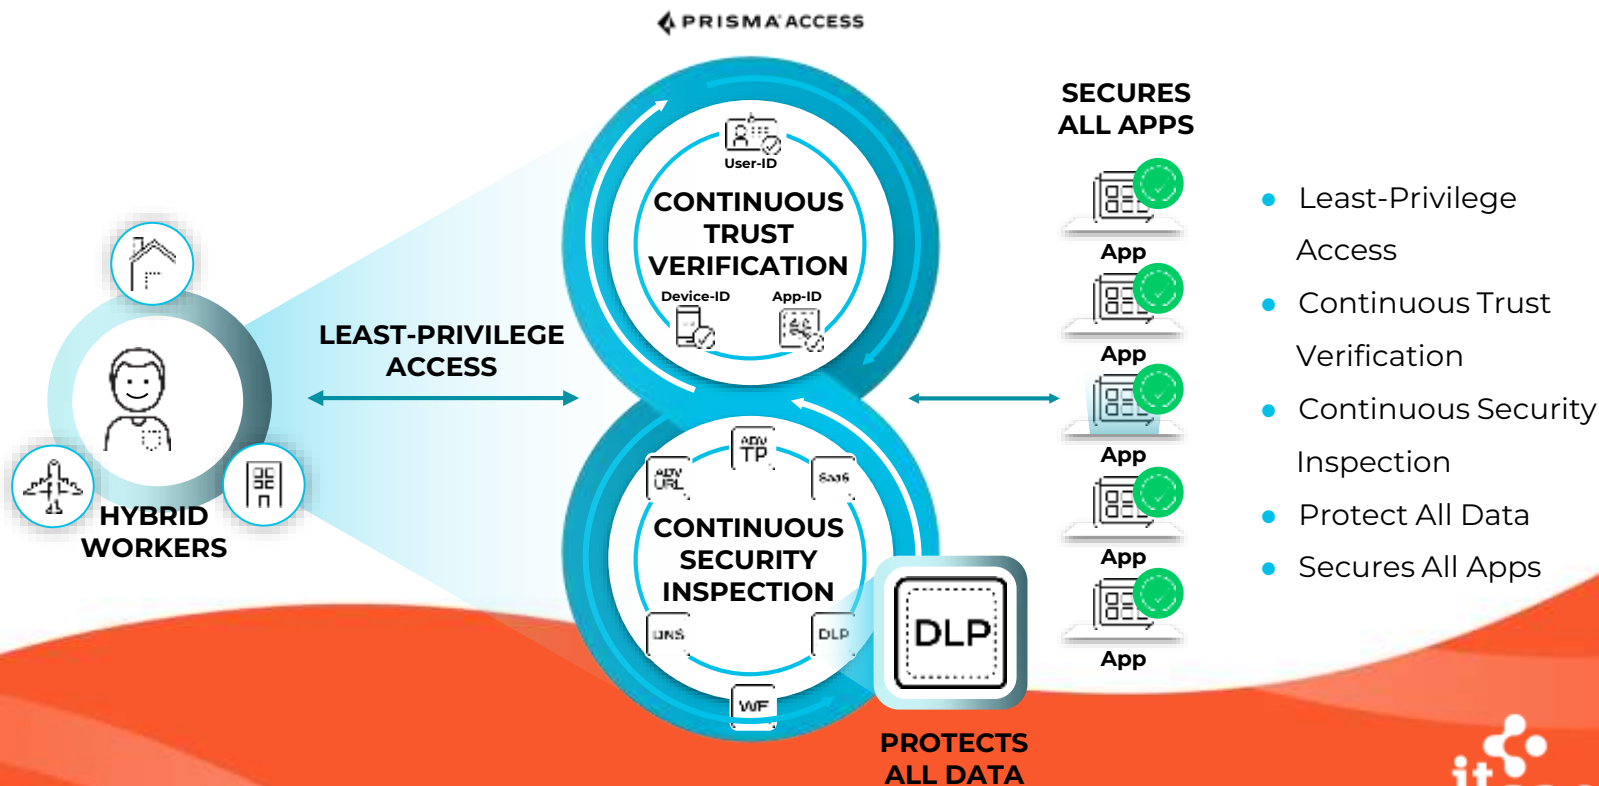 PRISMA ACCESS
SECURES
ALL APPS
User-ID
CONTINUOUS
TRUST
VERIFICATION
Device-ID
App-ID
LEAST-PRIVILEGE
ACCESS
HYBRID
WORKERS
ADV
TP
ADV
URL
SaaS
CONTINUOUS
SECURITY
INSPECTION
DNS
DLP
WF
DLP
PROTECTS
ALL DATA
App
App
App
App
App
• Least-Privilege
Access
• Continuous Trust
Verification
• Continuous Security
Inspection
• Protect All Data
• Secures All Apps
it